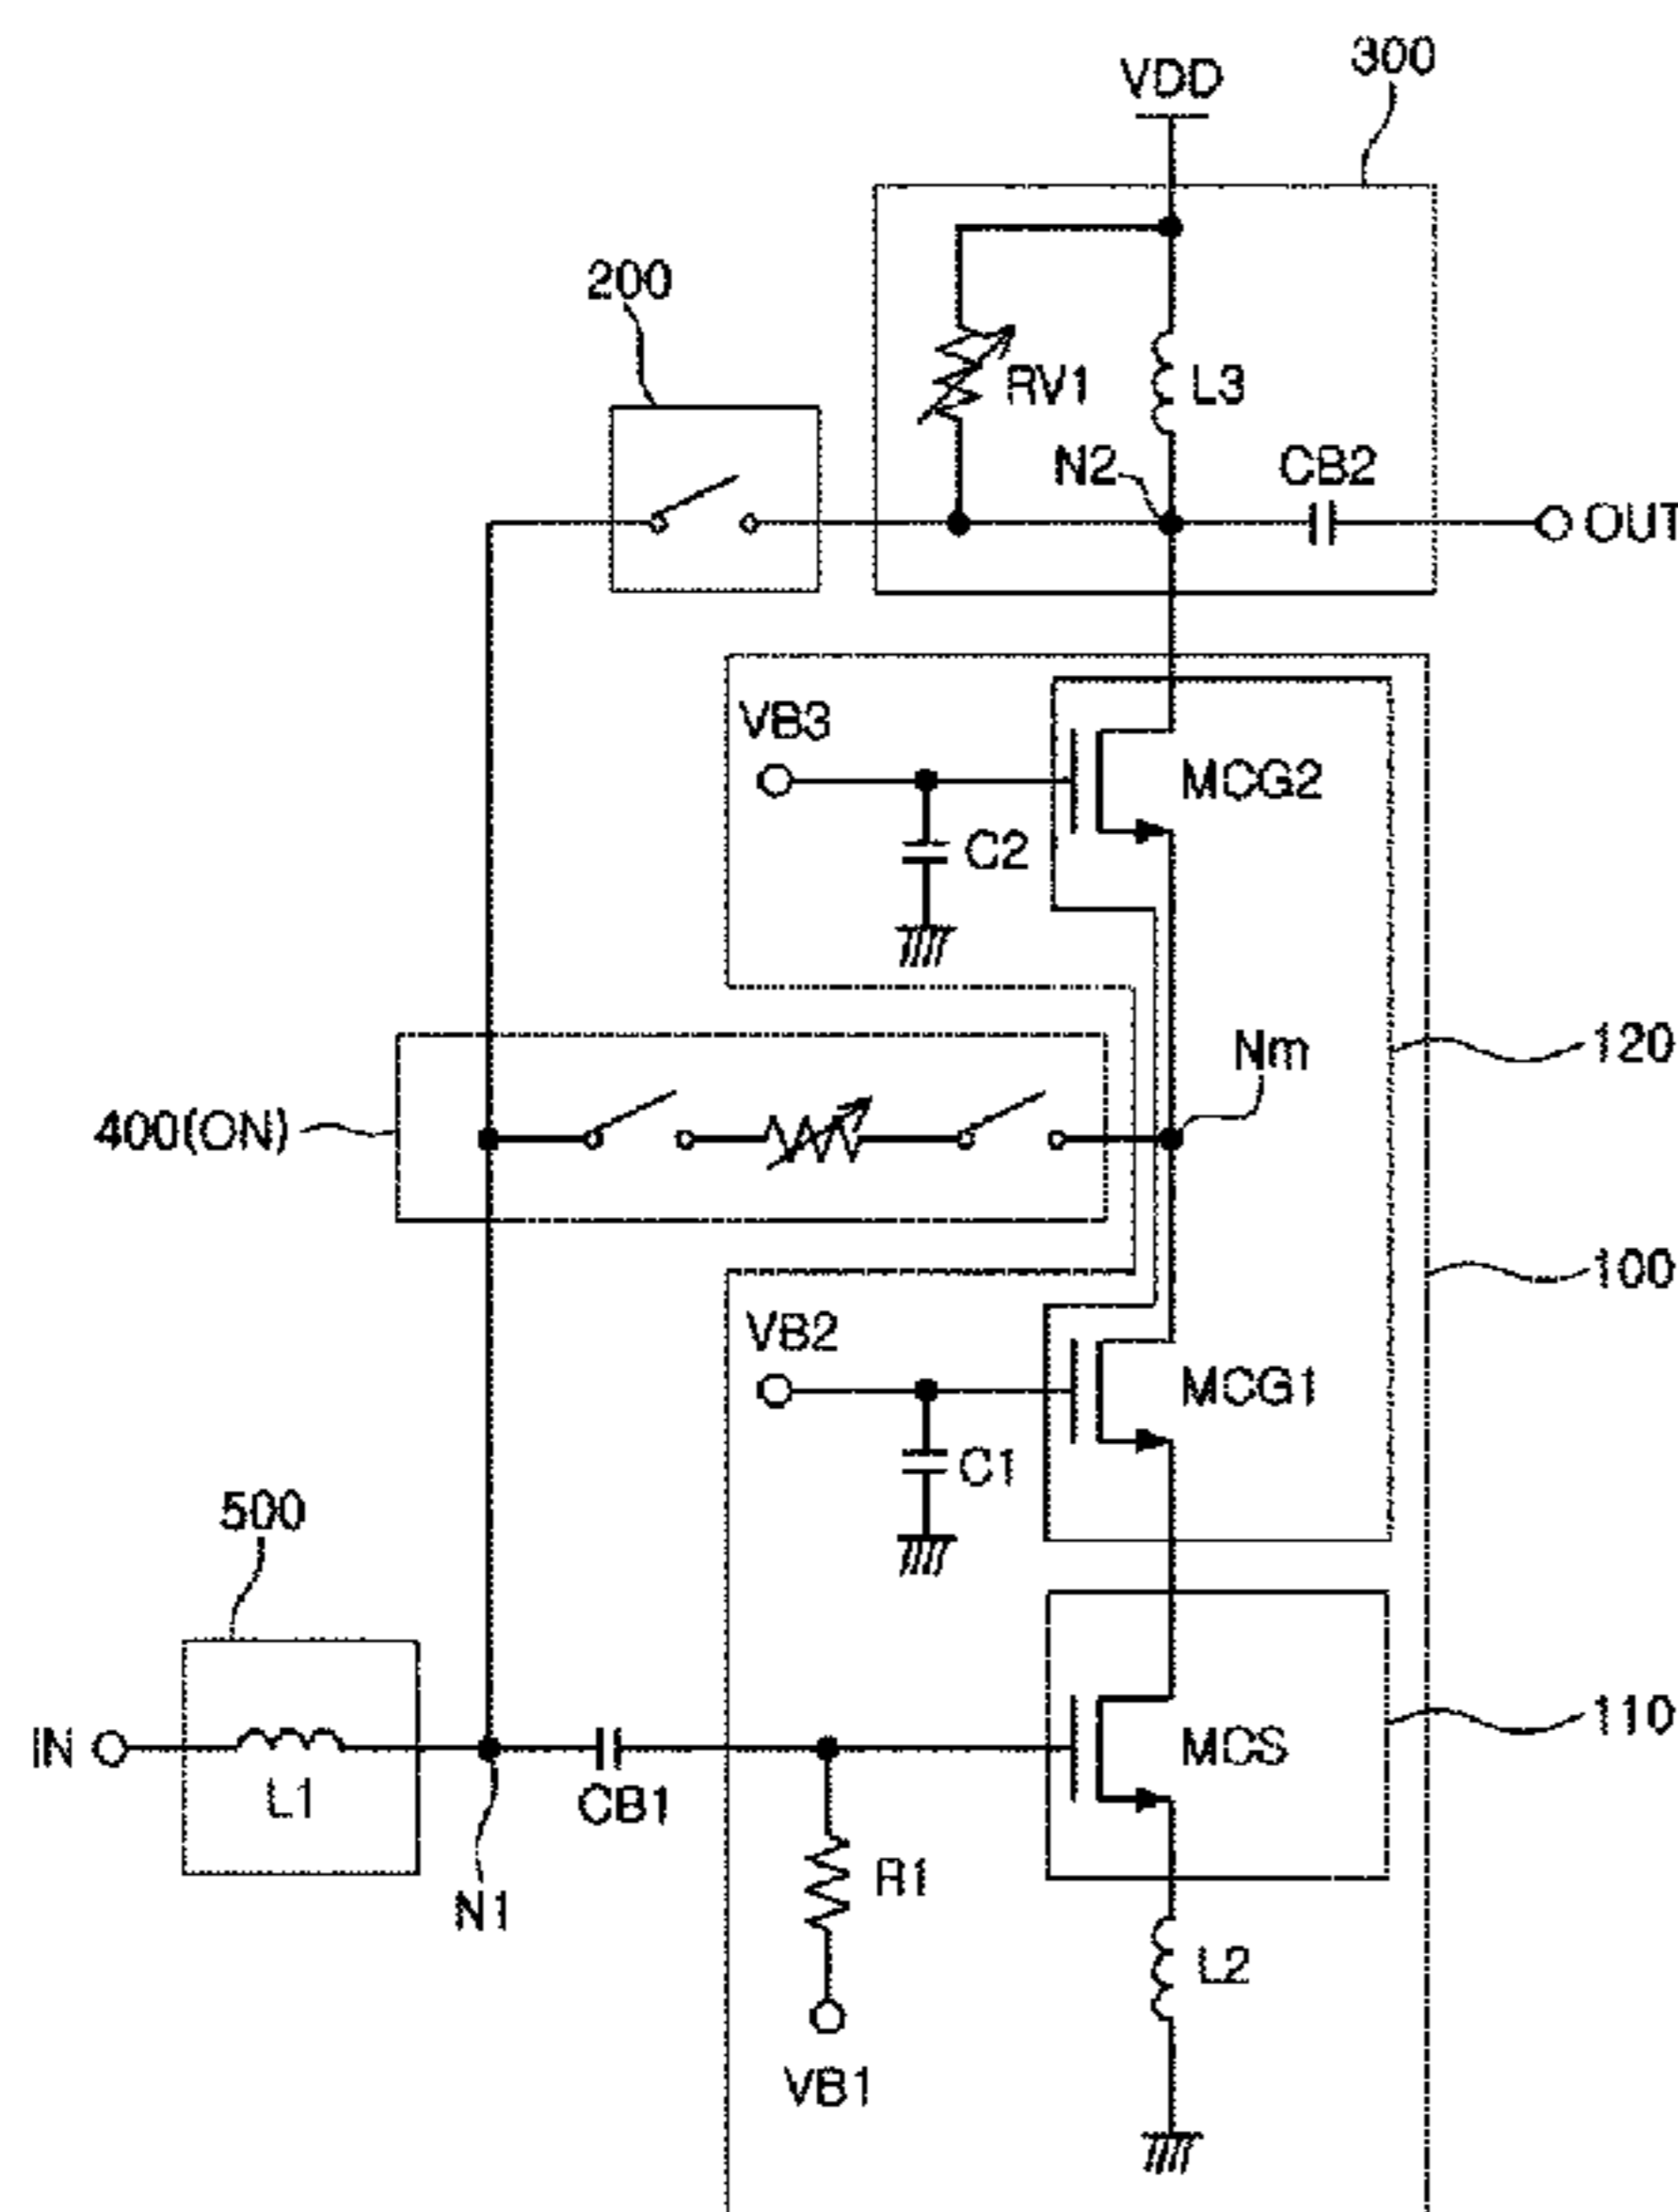 300
VDD
200
RV1
L3
N2
CB2
OUT
VB3
MCG2
C2
Nm
120
400(ON)
100
VB2
MCG1
C1
500
110
IN
MCS
L1
CB1
R1
N1
L2
VB1